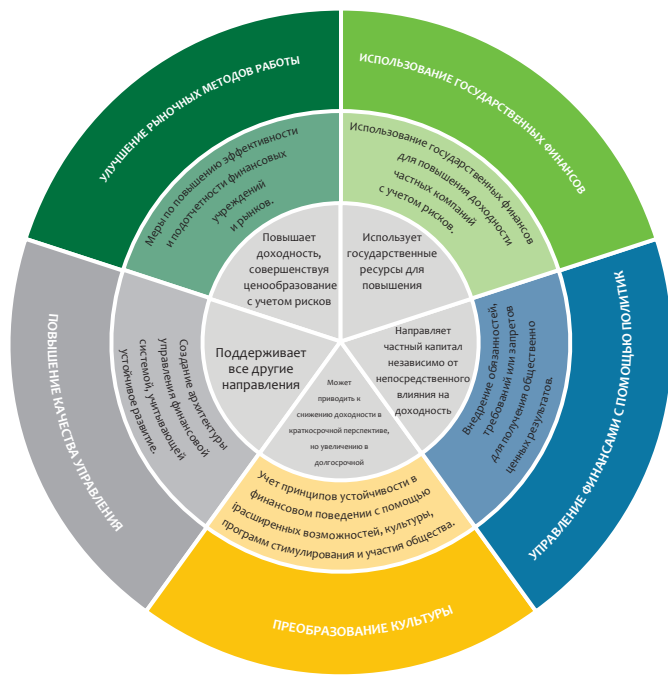 УЛУЧШЕНИЕ РЫНОЧНЫХ МЕТОДОВ РАБОТЫ
Меры по повышению эффективности
и подотчетности финансовых
учреждений
и рынков.
Повышает
доходность,
совершенствуя
ценообразование
с учетом рисков
ИСПОЛЬЗОВАНИЕ ГОСУДАРСТВЕННЫХ ФИНАНСОВ
Использование государственных финансов
для повышения доходности
частных компаний
с учетом рисков.
Использует
государственные
ресурсы для
повышения
УПРАВЛЕНИЕ ФИНАНСАМИ С ПОМОЩЬЮ ПОЛИТИК
Внедрение обязанностей,
требований или запретов
для получения общественно
ценных результатов.
Направляет
частный капитал
независимо от
непосредственного
влияния на
доходность
ПРЕОБРАЗОВАНИЕ КУЛЬТУРЫ
Учет принципов устойчивости в
финансовом поведении с помощью
расширенных возможностей, культуры,
программ стимулирования и участия общества.
Может
приводить к
снижению доходности в
краткосрочной перспективе,
но увеличению в
долгосрочной
ПОВЫШЕНИЕ КАЧЕСТВА УПРАВЛЕНИЯ
Создание архитектуры
управления финансовой
системой, учитывающей
устойчивое развитие.
Поддерживает
все другие
направления